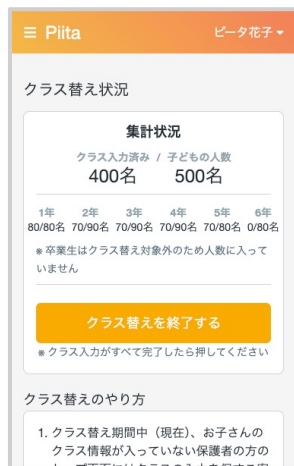 ≡ Piita
ピータ花子▼
クラス替え状況
集計状況
クラス入力済み / 子どもの人数
400名 500名
1年 2年 3年 4年 5年 6年
80/80名 70/90名 70/90名 70/90名 70/80名 0/80名
※ 卒業生はクラス替え対象外のため人数に入って
いません
クラス替えを終了する
※ クラス入力がすべて完了したら押してください
クラス替えのやり方
1. クラス替え期間中（現在）、お子さんの
クラス情報が入っていない保護者の方の